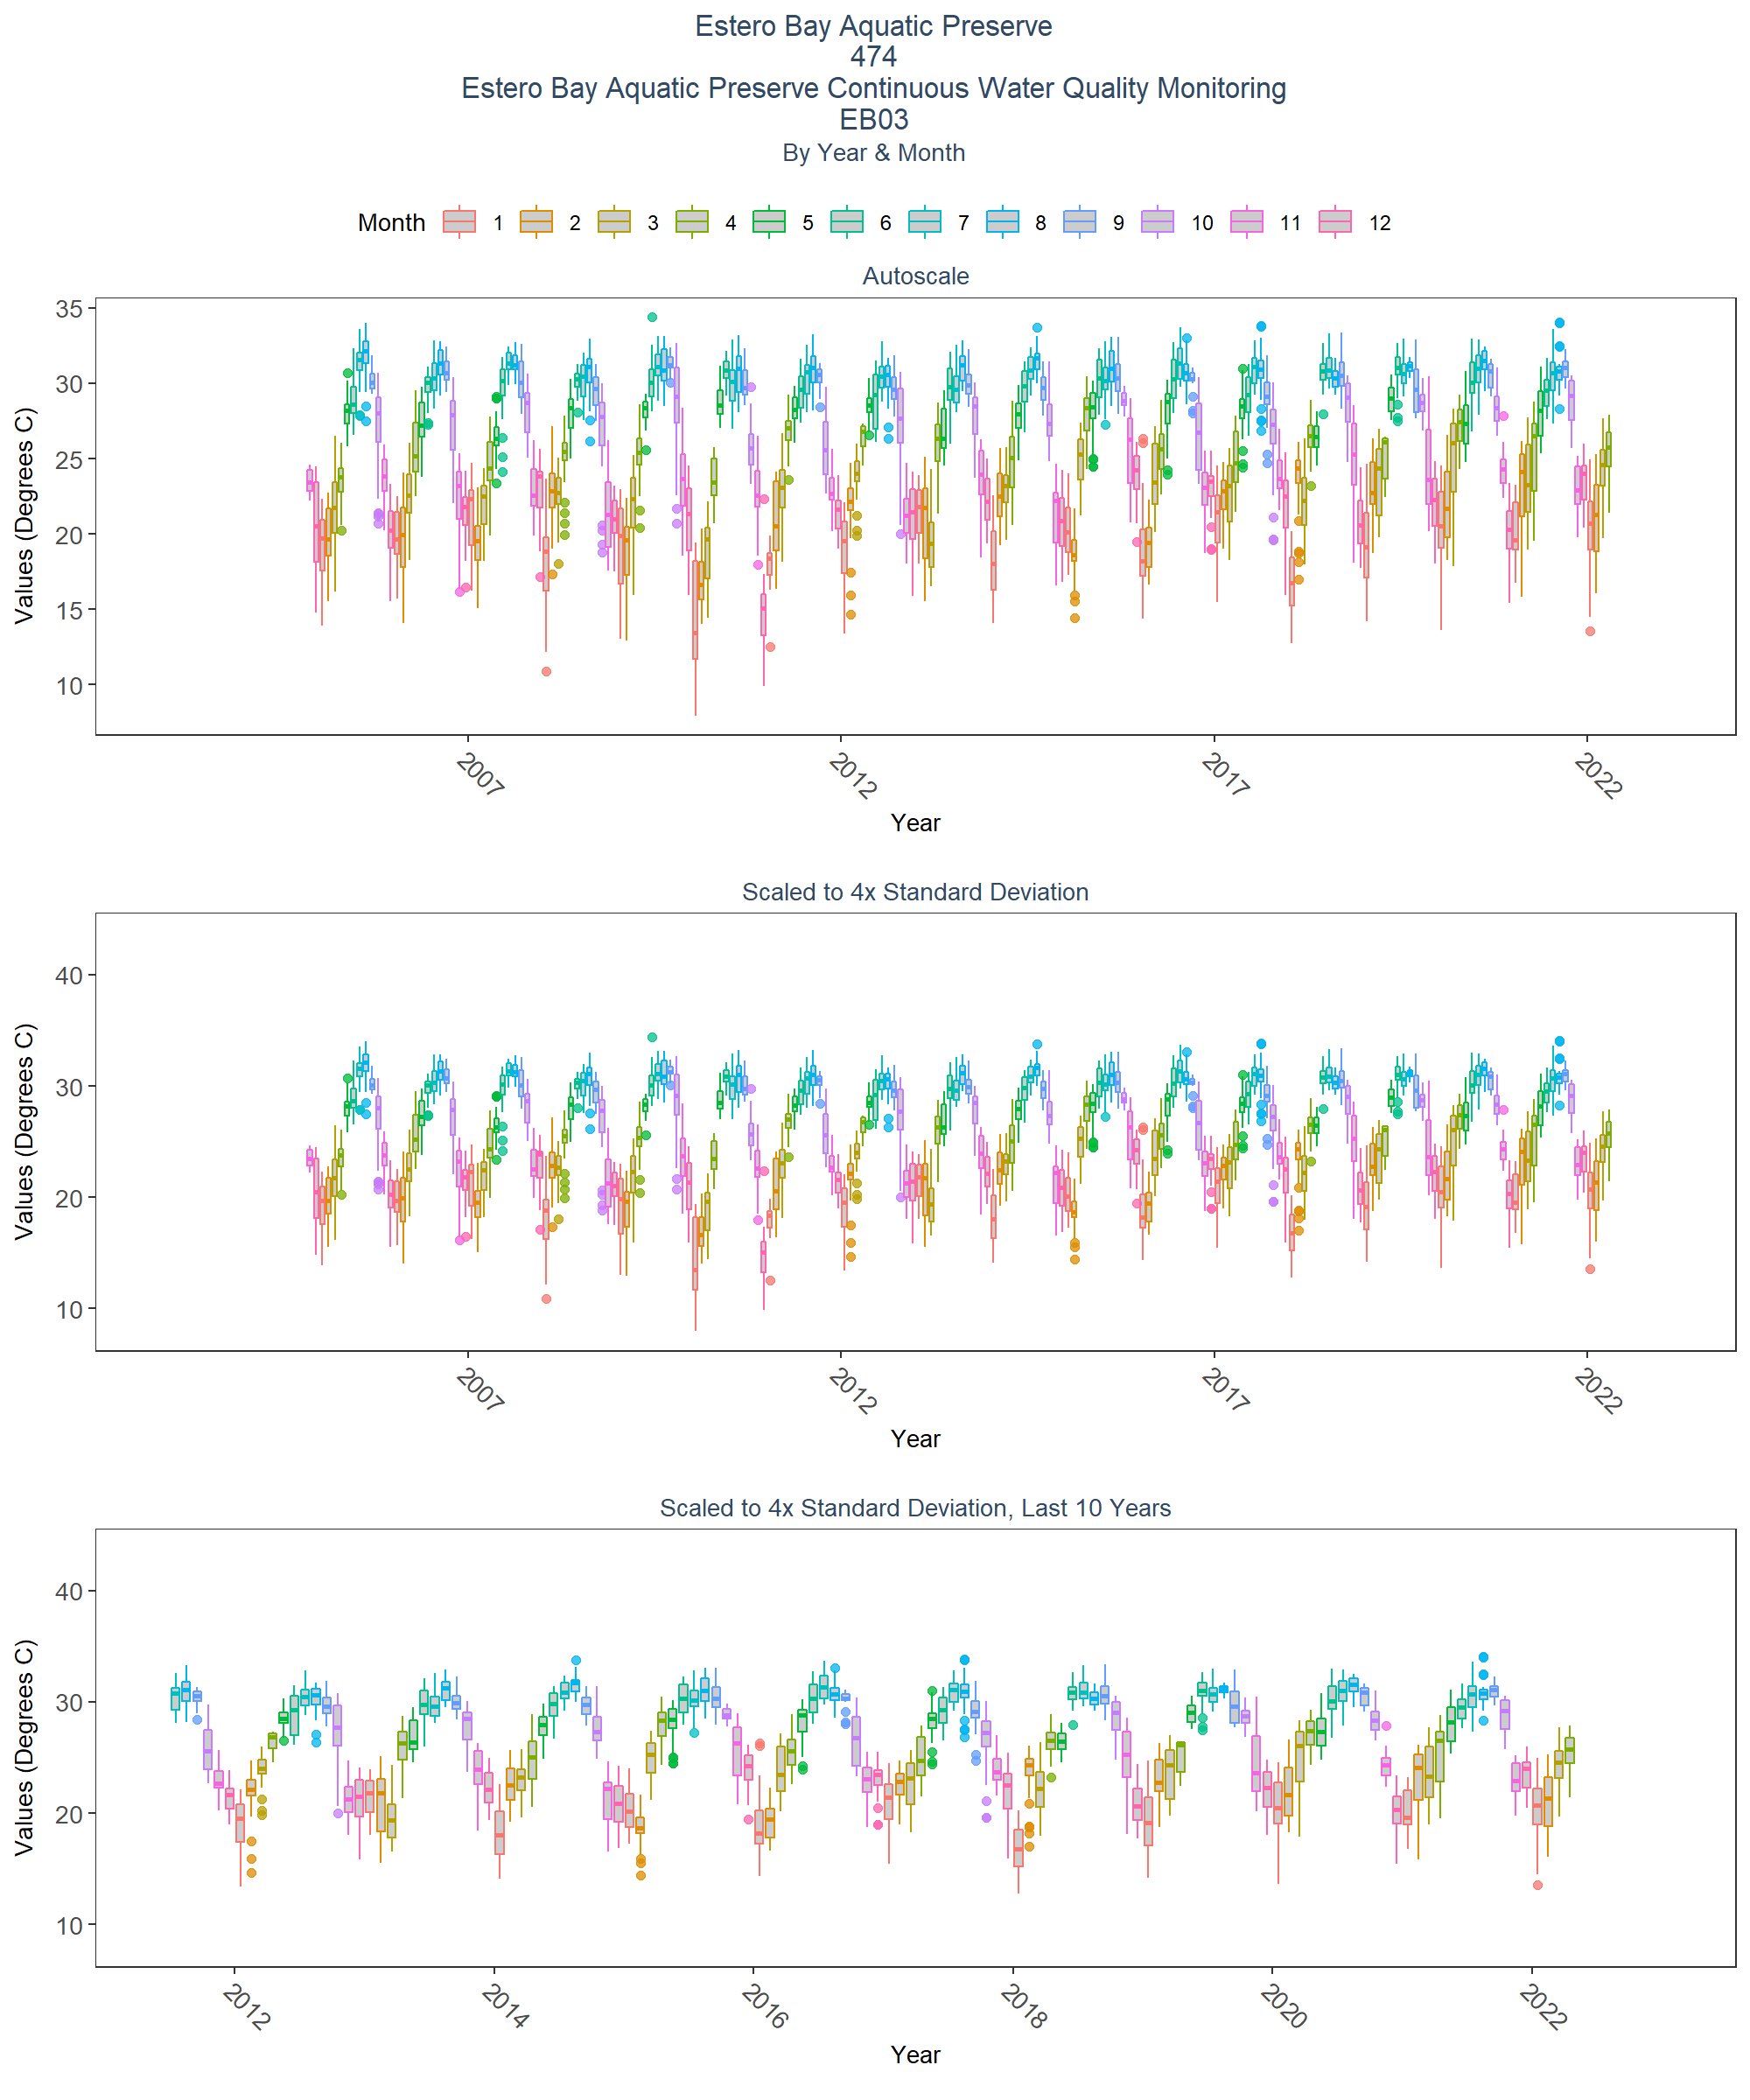 Estero Bay Aquatic Preserve
474
Estero Bay Aquatic Preserve Continuous Water Quality Monitoring
EB03
By Year & Month
Month 1 2 3 4 5 6 7 8 9 10 11 12
Autoscale
35
30
25
20
15
10
Values (Degrees C)
2007 2012 2017 2022
Year
Scaled to 4x Standard Deviation
40
30
20
10
Values (Degrees C)
2007 2012 2017 2022
Year
Scaled to 4x Standard Deviation, Last 10 Years
40
30
20
10
Values (Degrees C)
2012 2014 2016 2018 2020 2022
Year